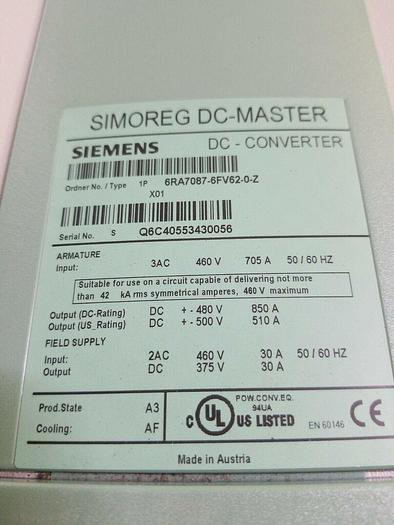 SIMOREG DC-MASTER
SIEMENS DC - CONVERTER
Ordner No. / Type 1P 6RA7087-6FV62-0-Z
X01
Serial No. S Q6C40553430056
ARMATURE
Input: 3AC 460 V 705 A 50 / 60 HZ
Suitable for use on a circuit capable of delivering not more
than 42 kA rms symmetrical amperes, 460 V maximum
Output (DC-Rating) DC + - 480 V 850 A
Output (US_Rating) DC + - 500 V 510 A
FIELD SUPPLY
Input: 2AC 460 V 30 A 50 / 60 HZ
Output DC 375 V 30 A
Prod.State A3
Cooling: AF
POW.CONV.EQ.
94UA
C UL US LISTED
EN 60146 CE
Made in Austria